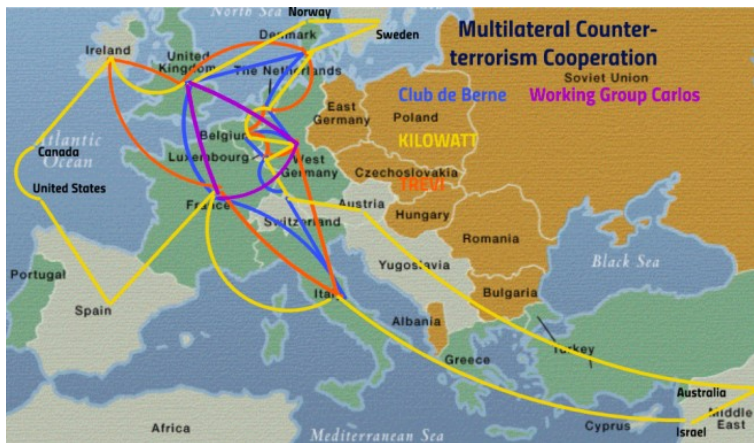 North Sea
Norway
Sweden
Denmark
Multilateral Counter-
terrorism Cooperation
Soviet Union
Ireland
United
Kingdom
The Netherlands
East
Germany
Poland
Club de Berne
Working Group Carlos
Atlantic
Ocean
Belgium
KILOWATT
Canada
Luxembourg
West
Germany
Czechoslovakia
TREVI
United States
France
Switzerland
Austria
Hungary
Romania
Portugal
Spain
Yugoslavia
Black Sea
Italy
Bulgaria
Albania
Turkey
Greece
Australia
Middle
East
Israel
Cyprus
Africa
Mediterranean Sea